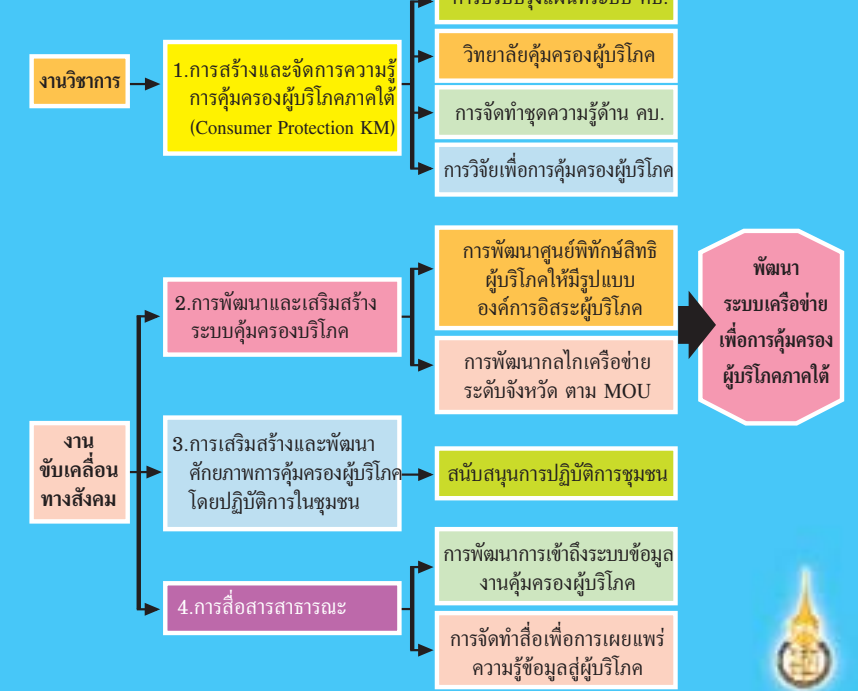 การปรับปรุงแผนที่ระบบ คบ.
งานวิชาการ
1.การสร้างและจัดการความรู้
การคุ้มครองผู้บริโภคภาคใต้
(Consumer Protection KM)
วิทยาลัยคุ้มครองผู้บริโภค
การจัดทำชุดความรู้ด้าน คบ.
การวิจัยเพื่อการคุ้มครองผู้บริโภค
งาน
ขับเคลื่อน
ทางสังคม
2.การพัฒนาและเสริมสร้าง
ระบบคุ้มครองบริโภค
การพัฒนาศูนย์พิทักษ์สิทธิ
ผู้บริโภคให้มีรูปแบบ
องค์การอิสระผู้บริโภค
การพัฒนากลไกเครือข่าย
ระดับจังหวัด ตาม MOU
3.การเสริมสร้างและพัฒนา
ศักยภาพการคุ้มครองผู้บริโภค
โดยปฏิบัติการในชุมชน
สนับสนุนการปฏิบัติการชุมชน
4.การสื่อสารสาธารณะ
การพัฒนาการเข้าถึงระบบข้อมูล
งานคุ้มครองผู้บริโภค
การจัดทำสื่อเพื่อการเผยแพร่
ความรู้ข้อมูลสู่ผู้บริโภค
พัฒนา
ระบบเครือข่าย
เพื่อการคุ้มครอง
ผู้บริโภคภาคใต้